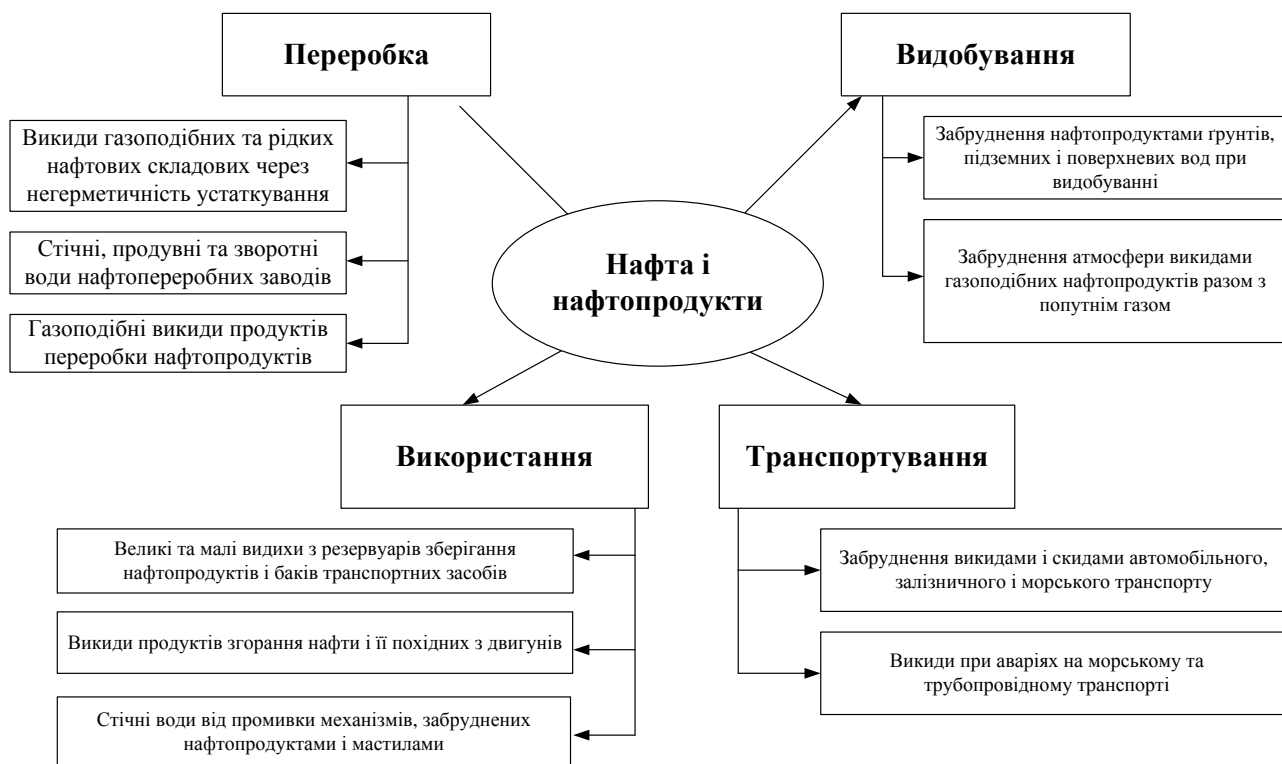 Переробка
Викиди газоподібних та рідких
нафтових складових через
негерметичність устаткування
Стічні, продувні та зворотні
води нафтопереробних заводів
Газоподібні викиди продуктів
переробки нафтопродуктів
Видобування
Забруднення нафтопродуктами ґрунтів,
підземних і поверхневих вод при
видобуванні
Забруднення атмосфери викидами
газоподібних нафтопродуктів разом з
попутнім газом
Нафта і
нафтопродукти
Використання
Великі та малі видихи з резервуарів зберігання
нафтопродуктів і баків транспортних засобів
Викиди продуктів згорання нафти і її похідних з двигунів
Стічні води від промивки механізмів, забруднених
нафтопродуктами і мастилами
Транспортування
Забруднення викидами і скидами автомобільного,
залізничного і морського транспорту
Викиди при аваріях на морському та
трубопровідному транспорті